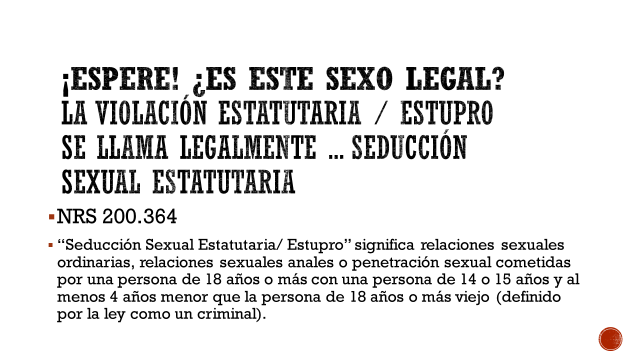 ¡ESPERE! ¿ES ESTE SEXO LEGAL?
LA VIOLACIÓN ESTATUTARIA / ESTUPRO
SE LLAMA LEGALMENTE ... SEDUCCIÓN
SEXUAL ESTATUTARIA
▪NRS 200.364
▪ “Seducción Sexual Estatutaria/ Estupro” significa relaciones sexuales
ordinarias, relaciones sexuales anales o penetración sexual cometidas
por una persona de 18 años o más con una persona de 14 o 15 años y al
menos 4 años menor que la persona de 18 años o más viejo (definido
por la ley como un criminal).